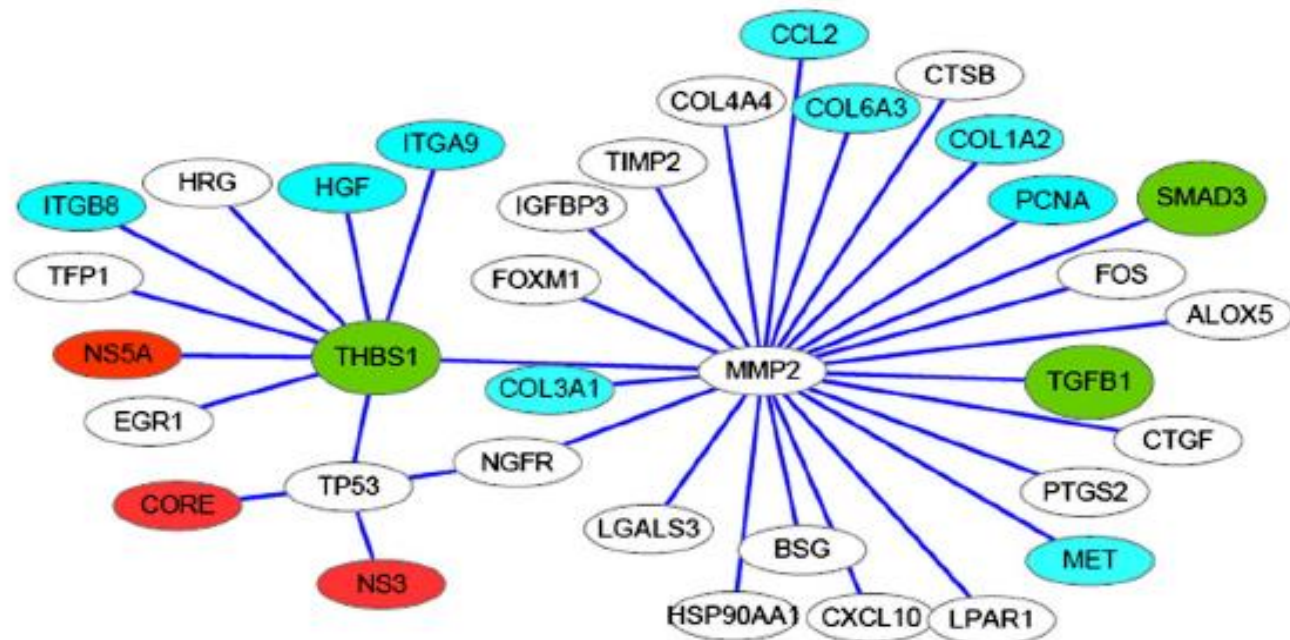 CCL2
CTSB
COL4A4
COL6A3
ITGA9
COL1A2
TIMP2
HRG
HGF
SMAD3
ITGB8
IGFBP3
PCNA
TFP1
FOXM1
FOS
ALOX5
NS5A
THBS1
MMP2
COL3A1
TGFB1
EGR1
CTGF
NGFR
TP53
PTGS2
CORE
LGALS3
BSG
MET
NS3
HSP90AA1
CXCL10
LPAR1